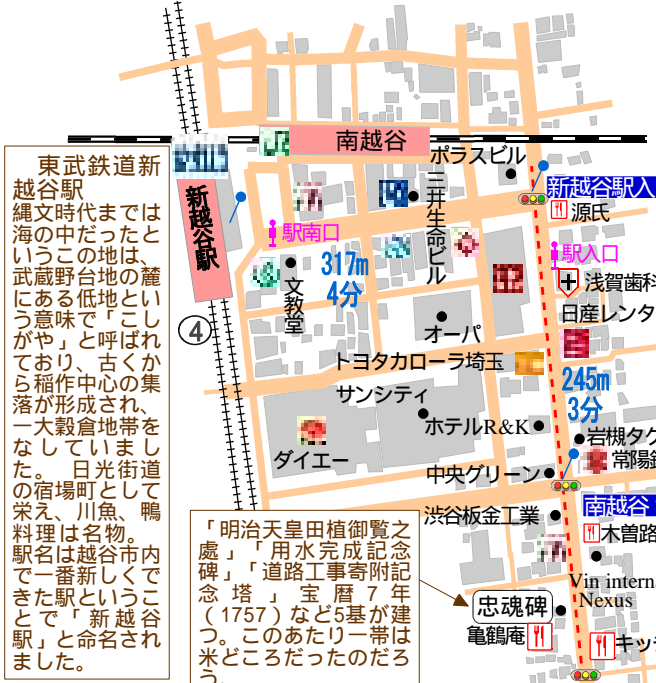 東武鉄道新
越谷駅
縄文時代までは
海の中だったと
いうこの地は、
武蔵野台地の麓
にある低地とい
う意味で「こし
がや」と呼ばれ
ており、古くか
ら稲作中心の集
落が形成され、
一大穀倉地帯を
なしていまし
た。 日光街道
の宿場町として
栄え、川魚、鴨
料理は名物。
駅名は越谷市内
で一番新しくで
きた駅というこ
とで「新越谷
駅」と命名され
ました。
南越谷
新越谷駅
④
駅南口
文教堂
317m
4分
ポラスビル
三井生命ビル
新越谷駅入
源氏
駅入口
浅賀歯科
日産レンタ
オーパ
トヨタカローラ埼玉
サンシティ
245m
3分
ホテルR&K
岩槻タク
常陽銀
ダイエー
中央グリーン
渋谷板金工業
南越谷
木曽路
Vin interna
Nexus
忠魂碑
亀鶴庵
キッチ
「明治天皇田植御覧之
處」「用水完成記念
碑」「道路工事寄附記
念塔」宝暦7年
(1757)など5基が建
つ。このあたり一帯は
米どころだったのだろ
う。